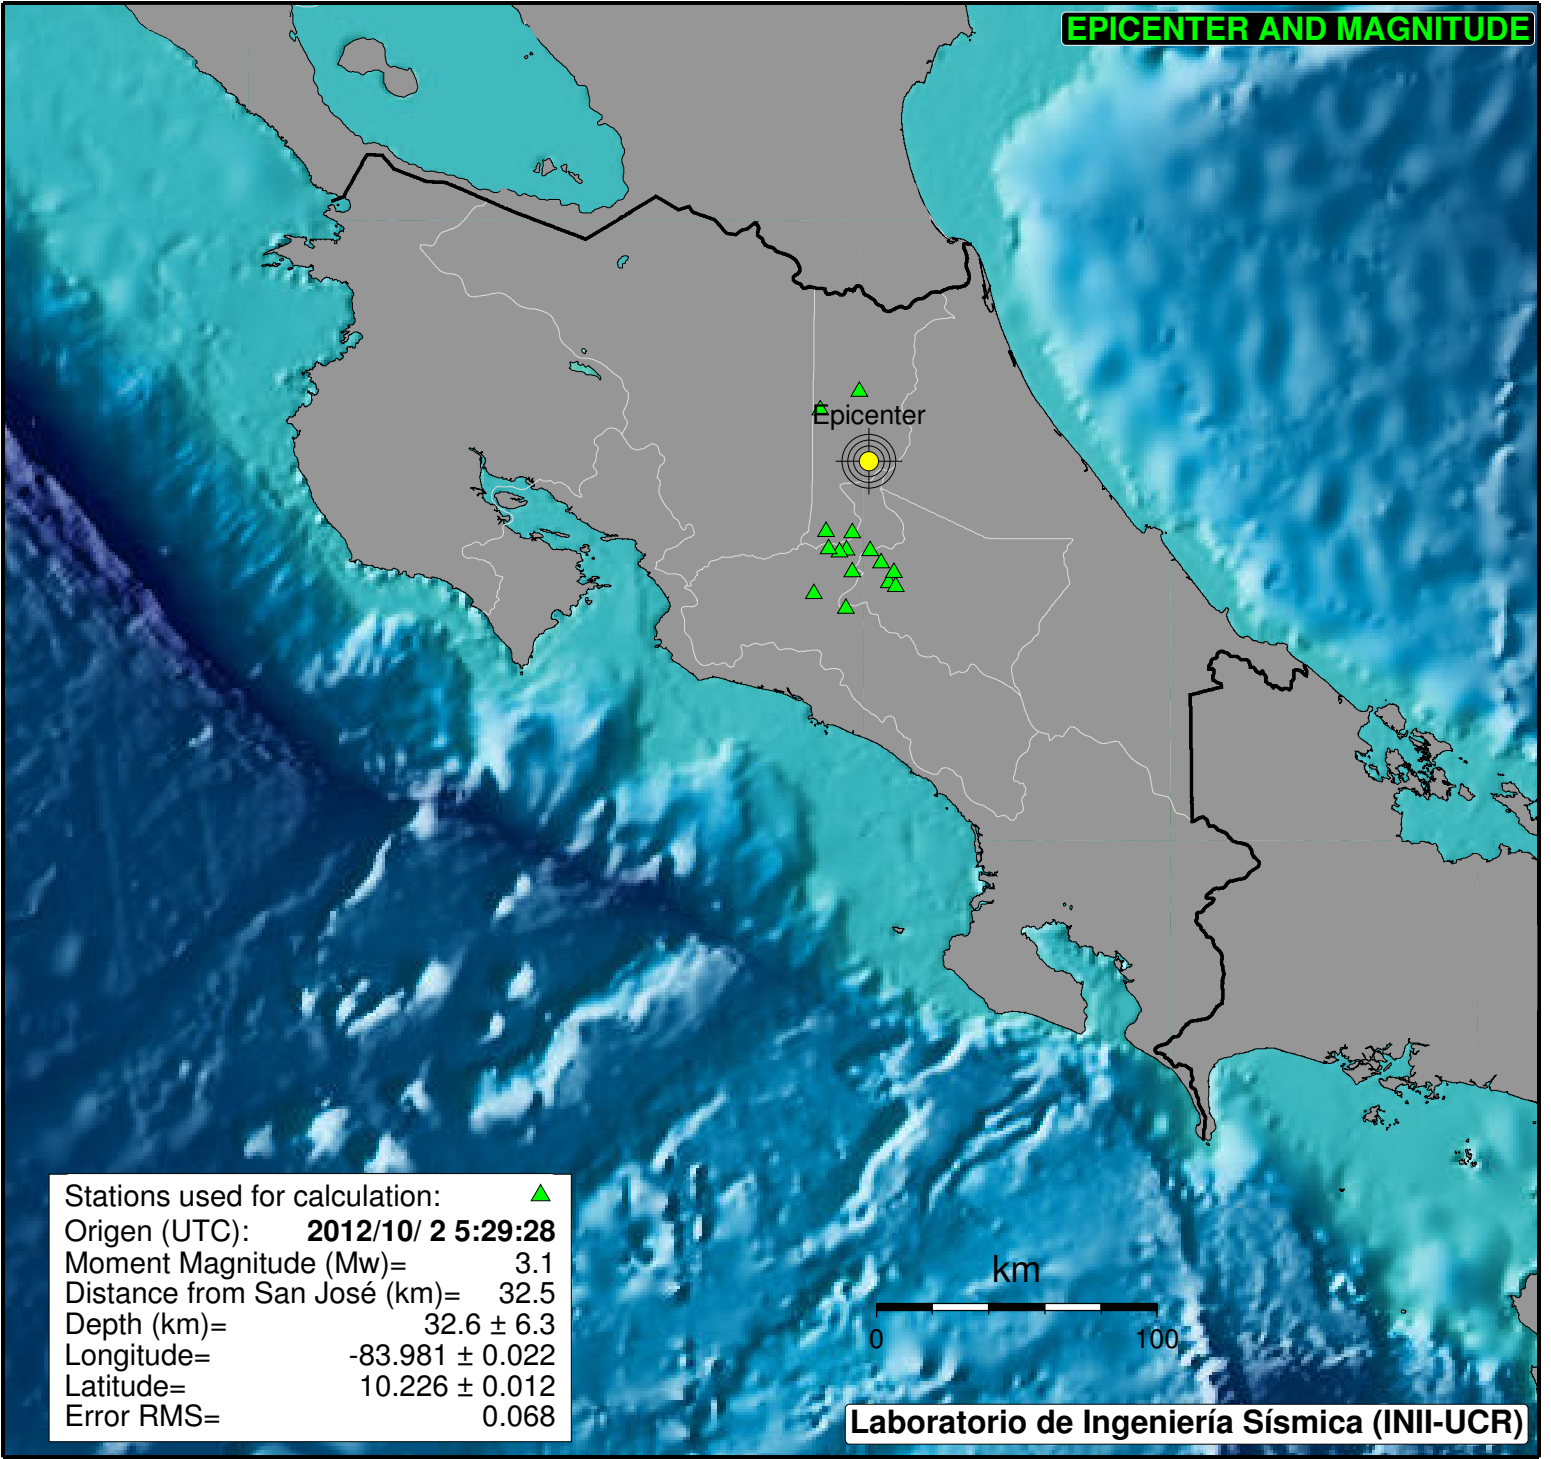 EPICENTER AND MAGNITUDE
Epicenter
Stations used for calculation:
Origen (UTC): 2012/10/ 2 5:29:28
Moment Magnitude (Mw)= 3.1
Distance from San José (km)= 32.5
Depth (km)= 32.6 ± 6.3
Longitude= -83.981 ± 0.022
Latitude= 10.226 ± 0.012
Error RMS= 0.068
km
0 100
Laboratorio de Ingeniería Sísmica (INII-UCR)